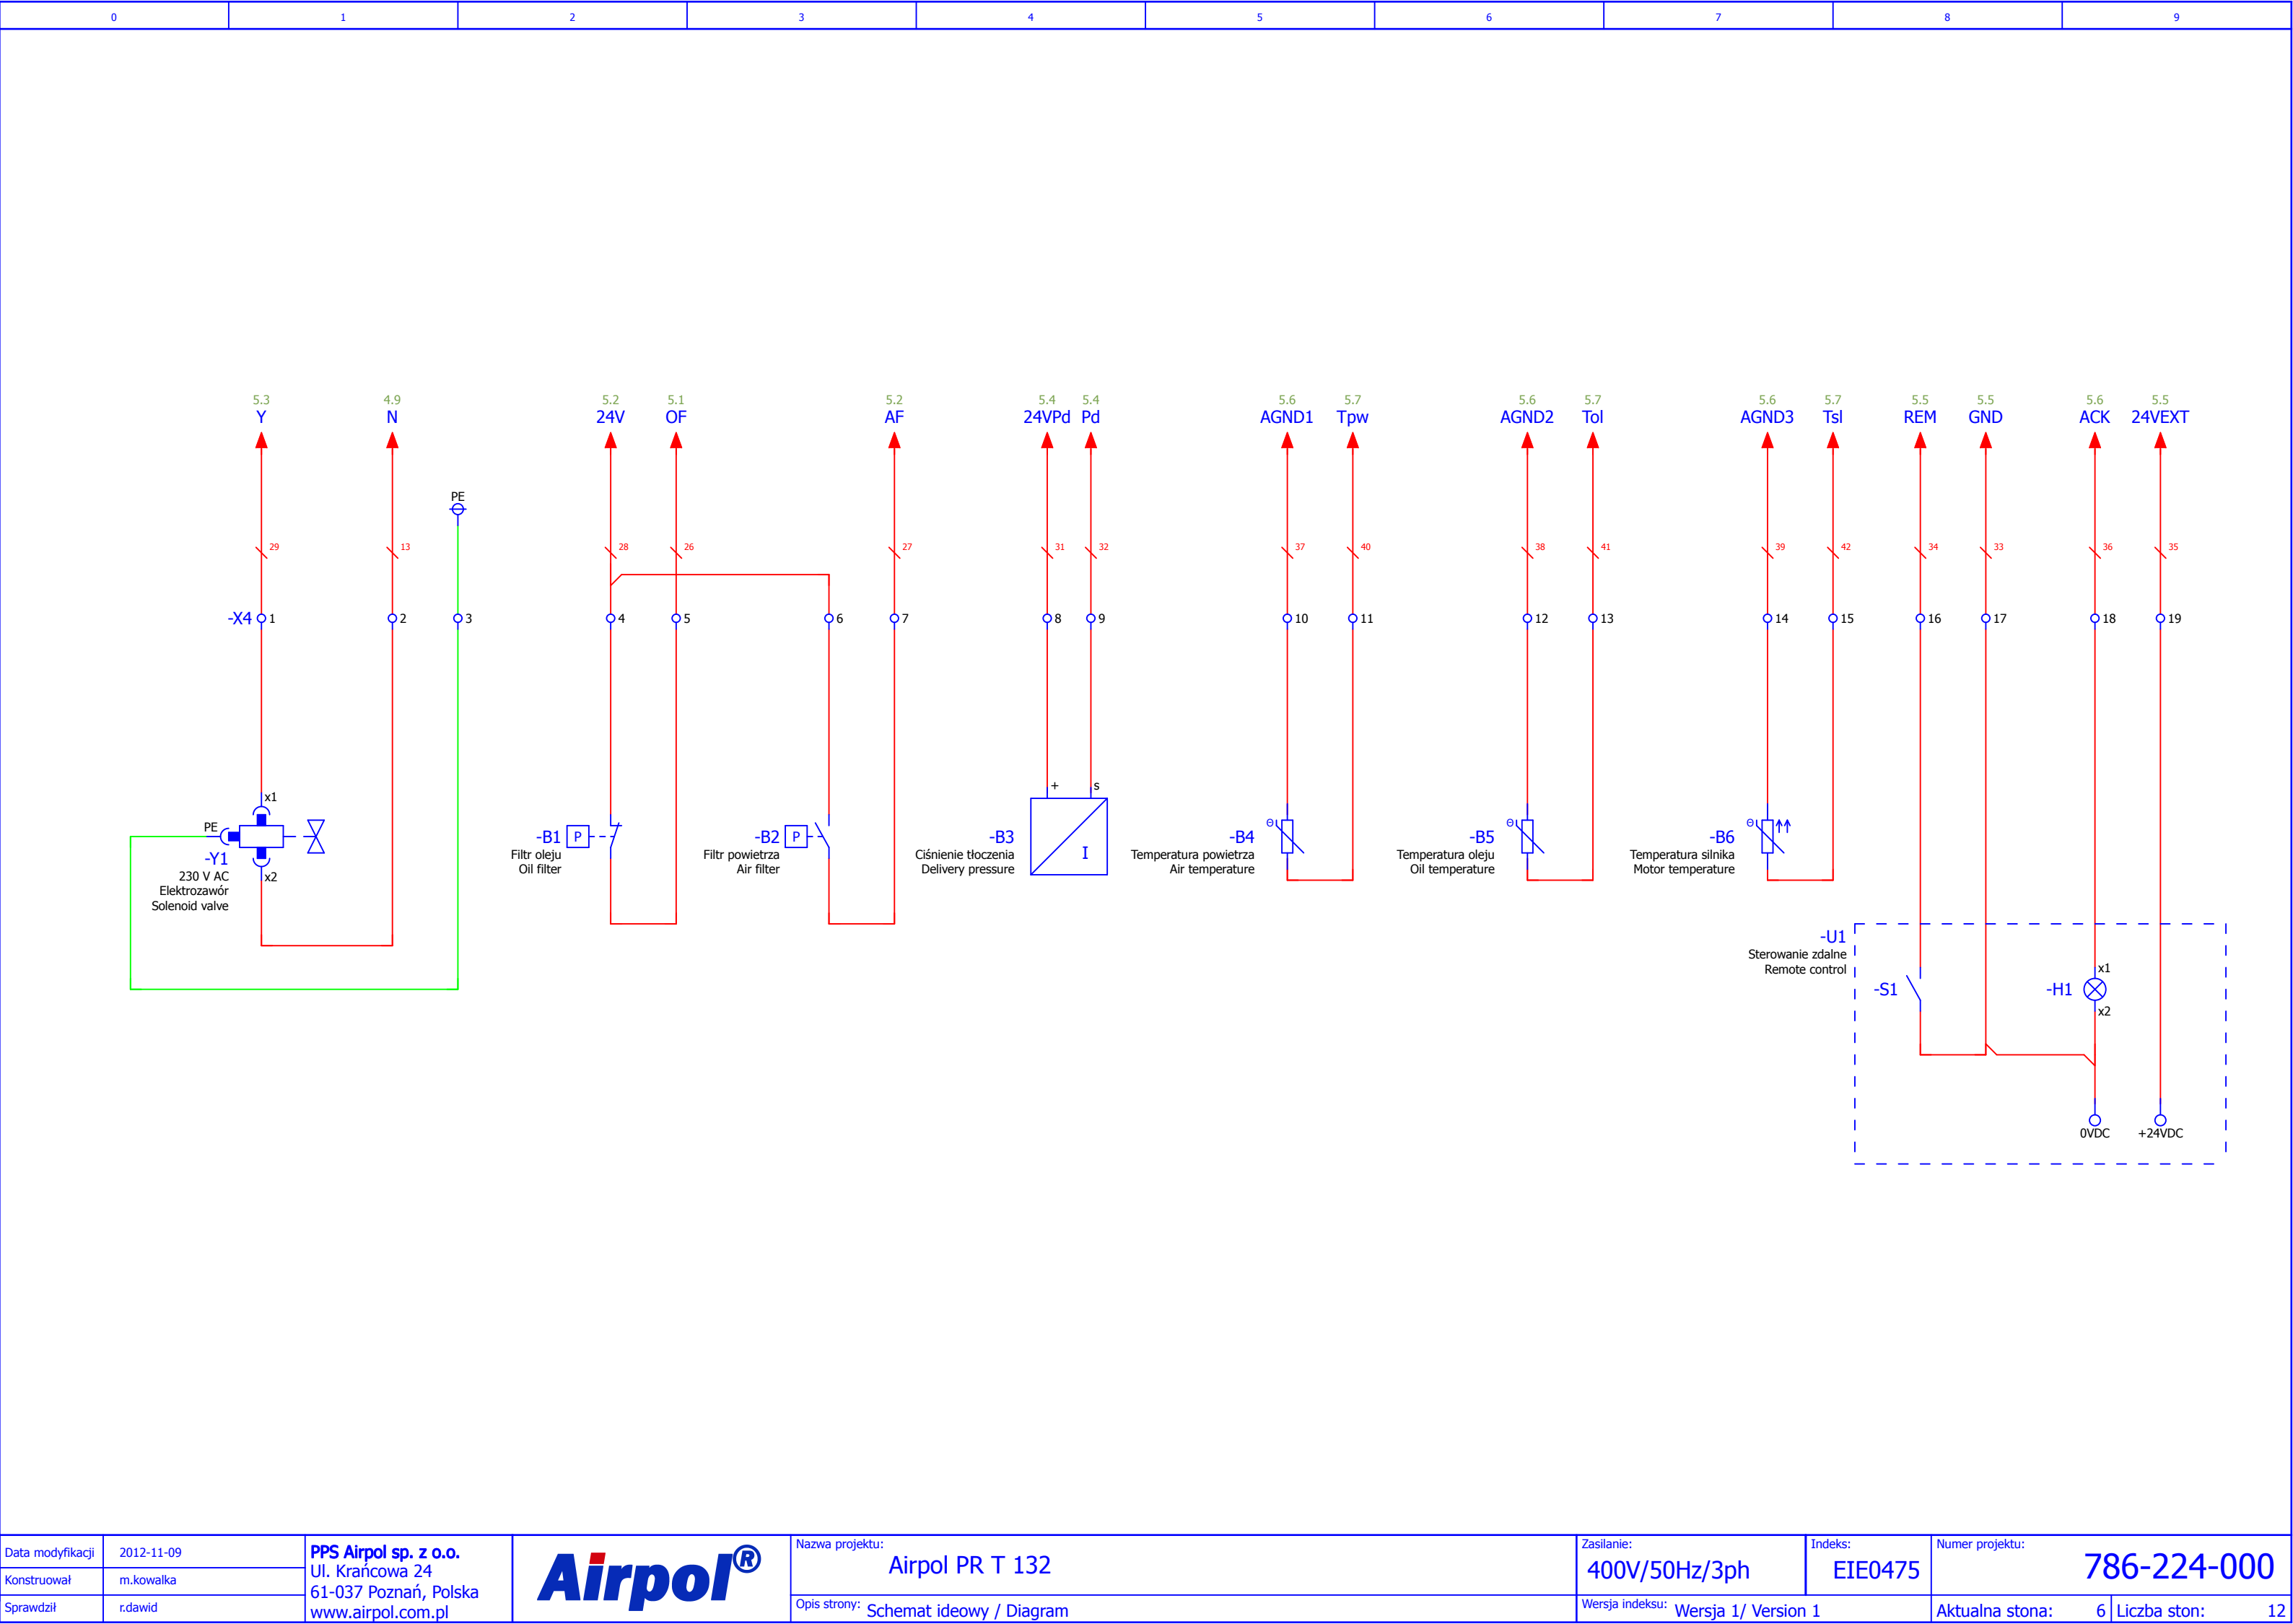 0 1 2 3 4 5 6 7 8 9
5.3 4.9 5.2 5.1 5.2 5.4 5.4 5.6 5.7 5.6 5.7 5.6 5.7 5.5 5.5 5.6 5.5
Y N 24V OF AF 24VPd Pd AGND1 Tpw AGND2 Tol AGND3 Tsl REM GND ACK 24VEXT
PE
29 13 28 26 27 31 32 37 40 38 41 39 42 34 33 36 35
-X4 1 2 3 4 5 6 7 8 9 10 11 12 13 14 15 16 17 18 19
x1
PE
-Y1
x2
230 V AC
Elektrozawór
Solenoid valve
-B1 P
Filtr oleju
Oil filter
-B2 P
Filtr powietrza
Air filter
+ s
-B3 I
Ciśnienie tłoczenia
Delivery pressure
-B4 Θ
Temperatura powietrza
Air temperature
-B5 Θ
Temperatura oleju
Oil temperature
-B6 Θ
Temperatura silnika
Motor temperature
-U1
Sterowanie zdalne
Remote control
-S1
x1
-H1
x2
0VDC +24VDC
Data modyfikacji 2012-11-09
Konstruował m.kowalka
Sprawdził r.dawid
PPS Airpol sp. z o.o.
Ul. Krańcowa 24
61-037 Poznań, Polska
www.airpol.com.pl
Airpol®
Nazwa projektu:
Airpol PR T 132
Opis strony: Schemat ideowy / Diagram
Zasilanie:
400V/50Hz/3ph
Indeks:
EIE0475
Numer projektu:
786-224-000
Wersja indeksu: Wersja 1/ Version 1
Aktualna stona: 6 Liczba ston: 12